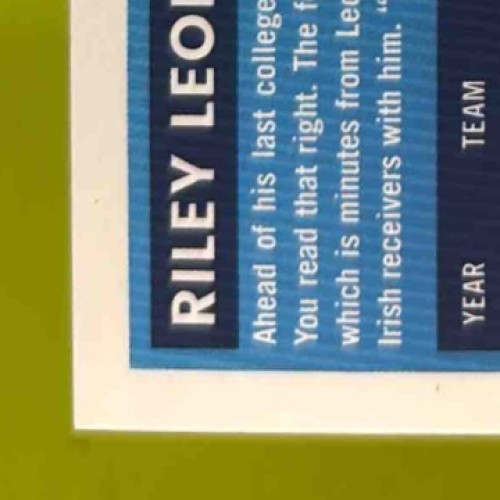 RILEY LEO
Ahead of his last college
You read that right. The f
which is minutes from Leo
Irish receivers with him. “
YEAR TEAM